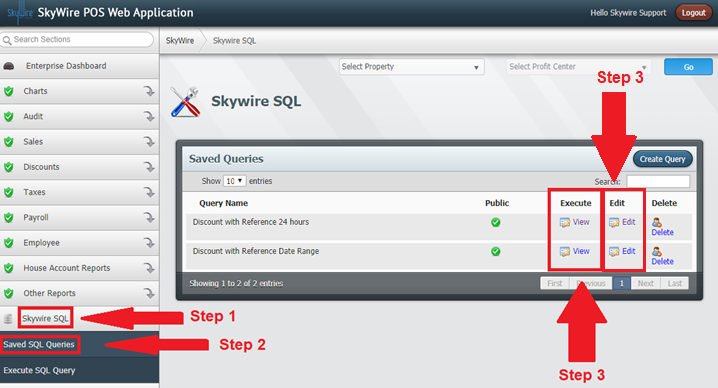 SkyWire
SkyWire POS Web Application
Hello Skywire Support
Logout
Search Sections
SkyWire
Skywire SQL
Enterprise Dashboard
Charts
Audit
Sales
Discounts
Taxes
Payroll
Employee
House Account Reports
Other Reports
Skywire SQL
Saved SQL Queries
Execute SQL Query
Select Property
Select Profit Center
Go
Step 3
Skywire SQL
Saved Queries
Create Query
Show 10 entries
Search:
Query Name Public Execute Edit Delete
Discount with Reference 24 hours View Edit Delete
Discount with Reference Date Range View Edit Delete
Showing 1 to 2 of 2 entries
First Previous 1 Next Last
Step 1
Step 2
Step 3